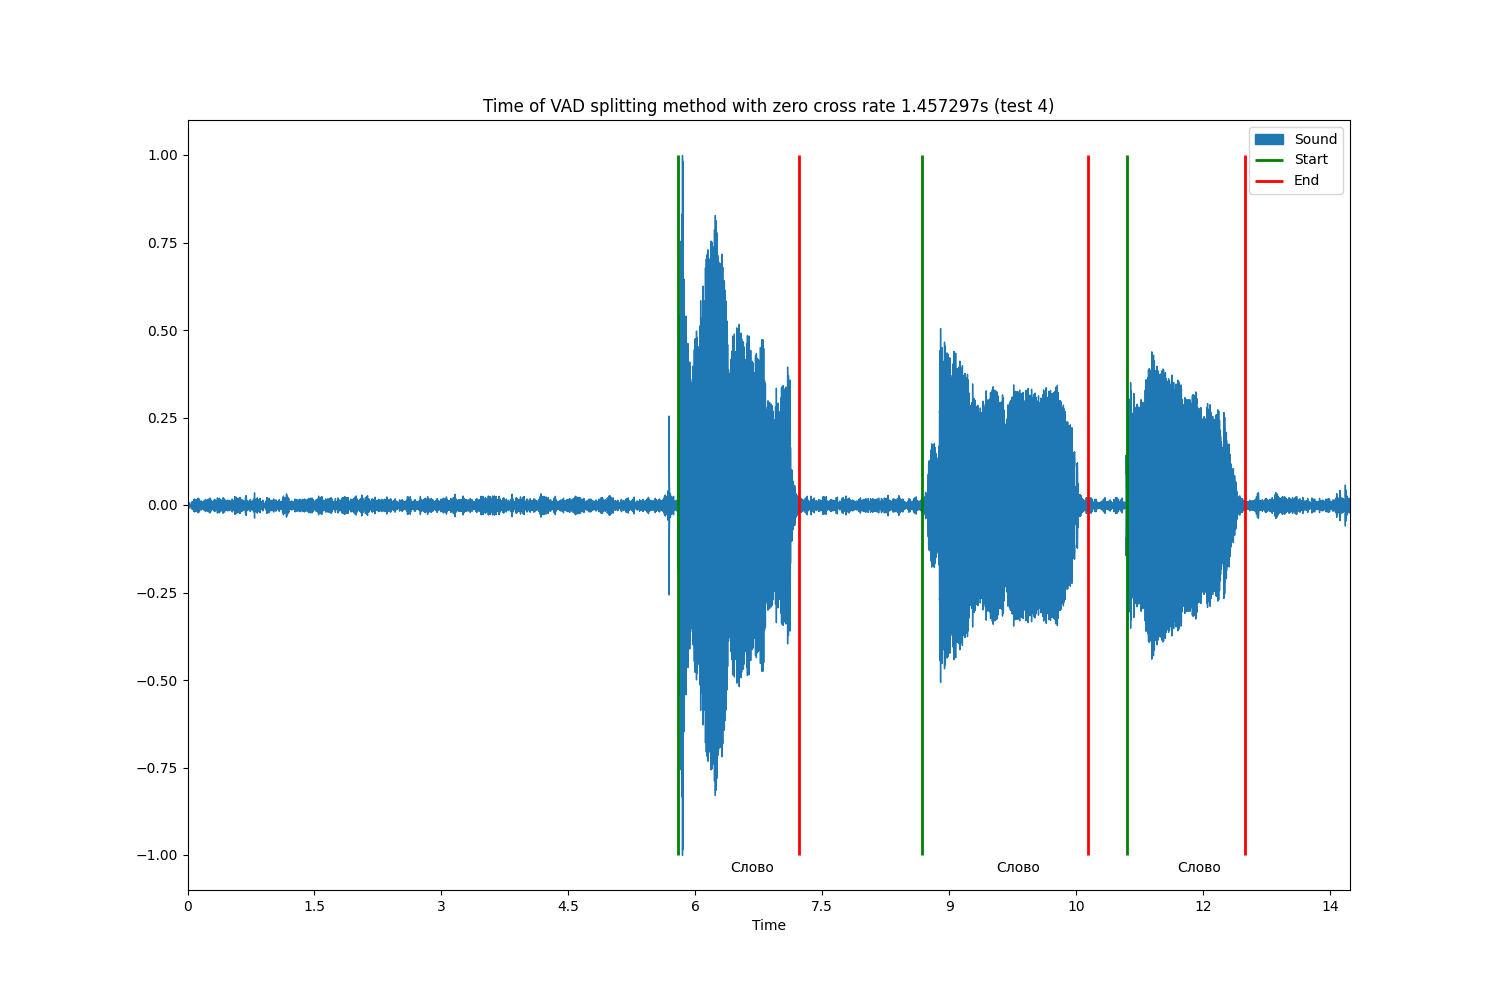 Time of VAD splitting method with zero cross rate 1.457297s (test 4)
Sound
Start
End
1.00
0.75
0.50
0.25
0.00
−0.25
−0.50
−0.75
−1.00
Слово Слово Слово
0 1.5 3 4.5 6 7.5 9 10 12 14
Time